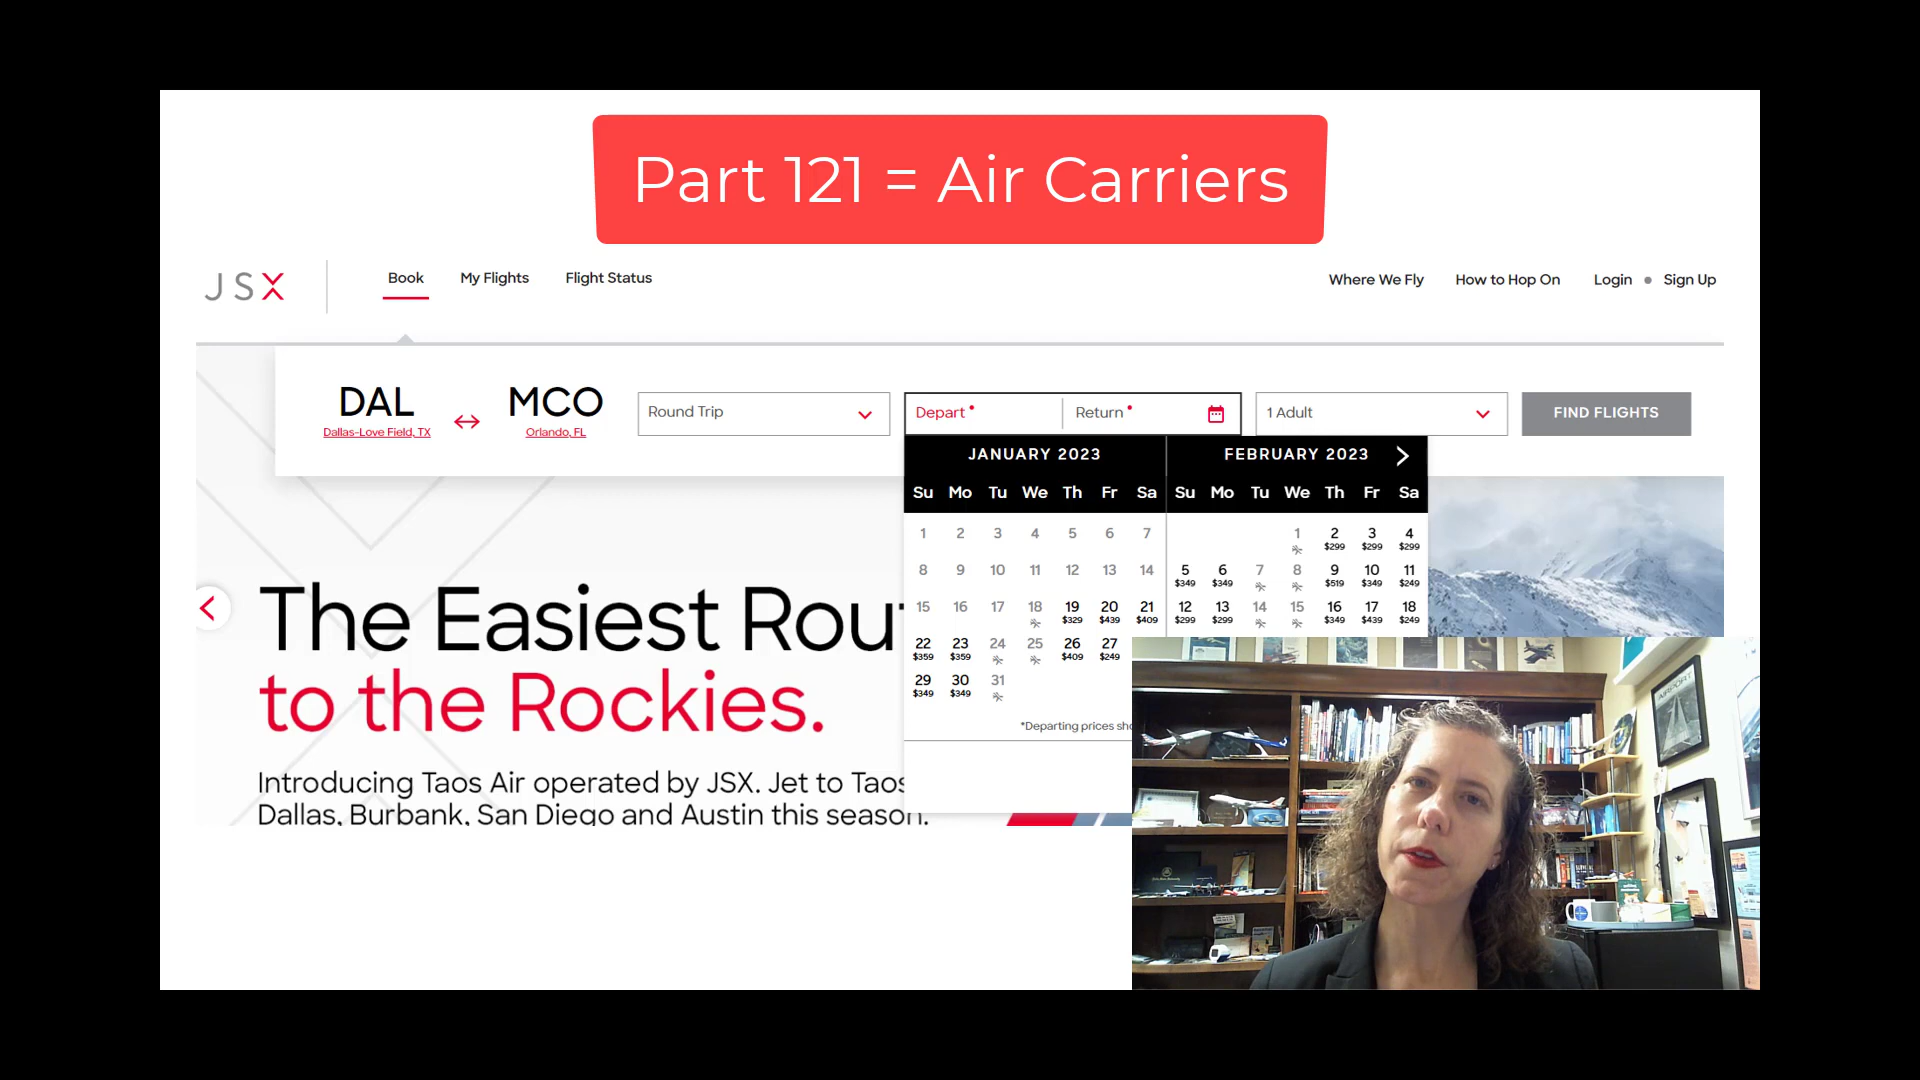 Part 121 = Air Carriers
JSX
Book
My Flights
Flight Status
Where We Fly
How to Hop On
Login
Sign Up
DAL
Dallas-Love Field, TX
MCO
Orlando, FL
Round Trip
Depart *
Return *
1 Adult
FIND FLIGHTS
JANUARY 2023
Su Mo Tu We Th Fr Sa
1 2 3 4 5 6 7
8 9 10 11 12 13 14
15 16 17 18 19 20 21
$329 $439 $409
22 23 24 25 26 27
$359 $359 $409 $249
29 30 31
$349 $349
*Departing prices sho
FEBRUARY 2023
Su Mo Tu We Th Fr Sa
1 2 3 4
$299 $299 $299
5 6 7 8 9 10 11
$349 $349 $519 $349 $249
12 13 14 15 16 17 18
$299 $299 $349 $439 $249
The Easiest Rou
to the Rockies.
Introducing Taos Air operated by JSX. Jet to Taos
Dallas, Burbank, San Diego and Austin this season.
AIRPORT